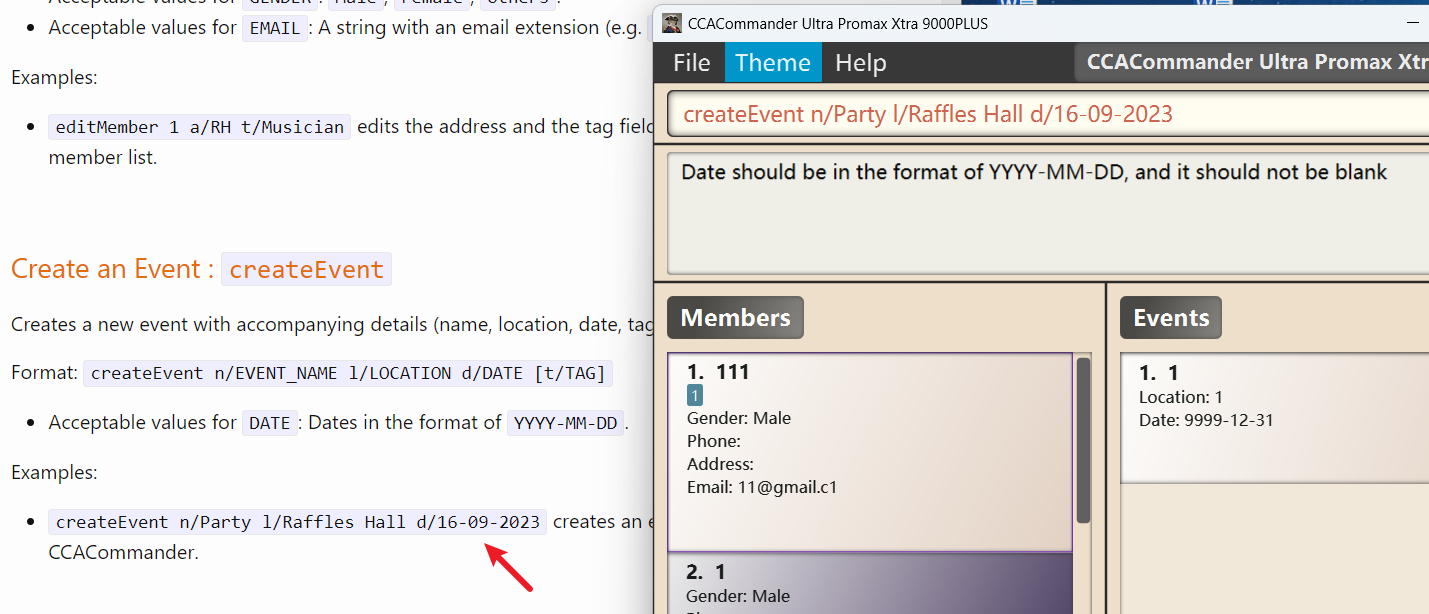 Acceptable values for GENDER : Male , Female , Others .
Acceptable values for EMAIL : A string with an email extension (e.g.
Examples:
editMember 1 a/RH t/Musician edits the address and the tag field
member list.
Create an Event : createEvent
Creates a new event with accompanying details (name, location, date, tag
Format: createEvent n/EVENT_NAME l/LOCATION d/DATE [t/TAG]
Acceptable values for DATE : Dates in the format of YYYY-MM-DD .
Examples:
createEvent n/Party l/Raffles Hall d/16-09-2023 creates an e
CCACommander.
CCACommander Ultra Promax Xtra 9000PLUS
File Theme Help CCACommander Ultra Promax Xtr
createEvent n/Party l/Raffles Hall d/16-09-2023
Date should be in the format of YYYY-MM-DD, and it should not be blank
Members
1. 111
1
Gender: Male
Phone:
Address:
Email: 11@gmail.c1
2. 1
Gender: Male
Events
1. 1
Location: 1
Date: 9999-12-31